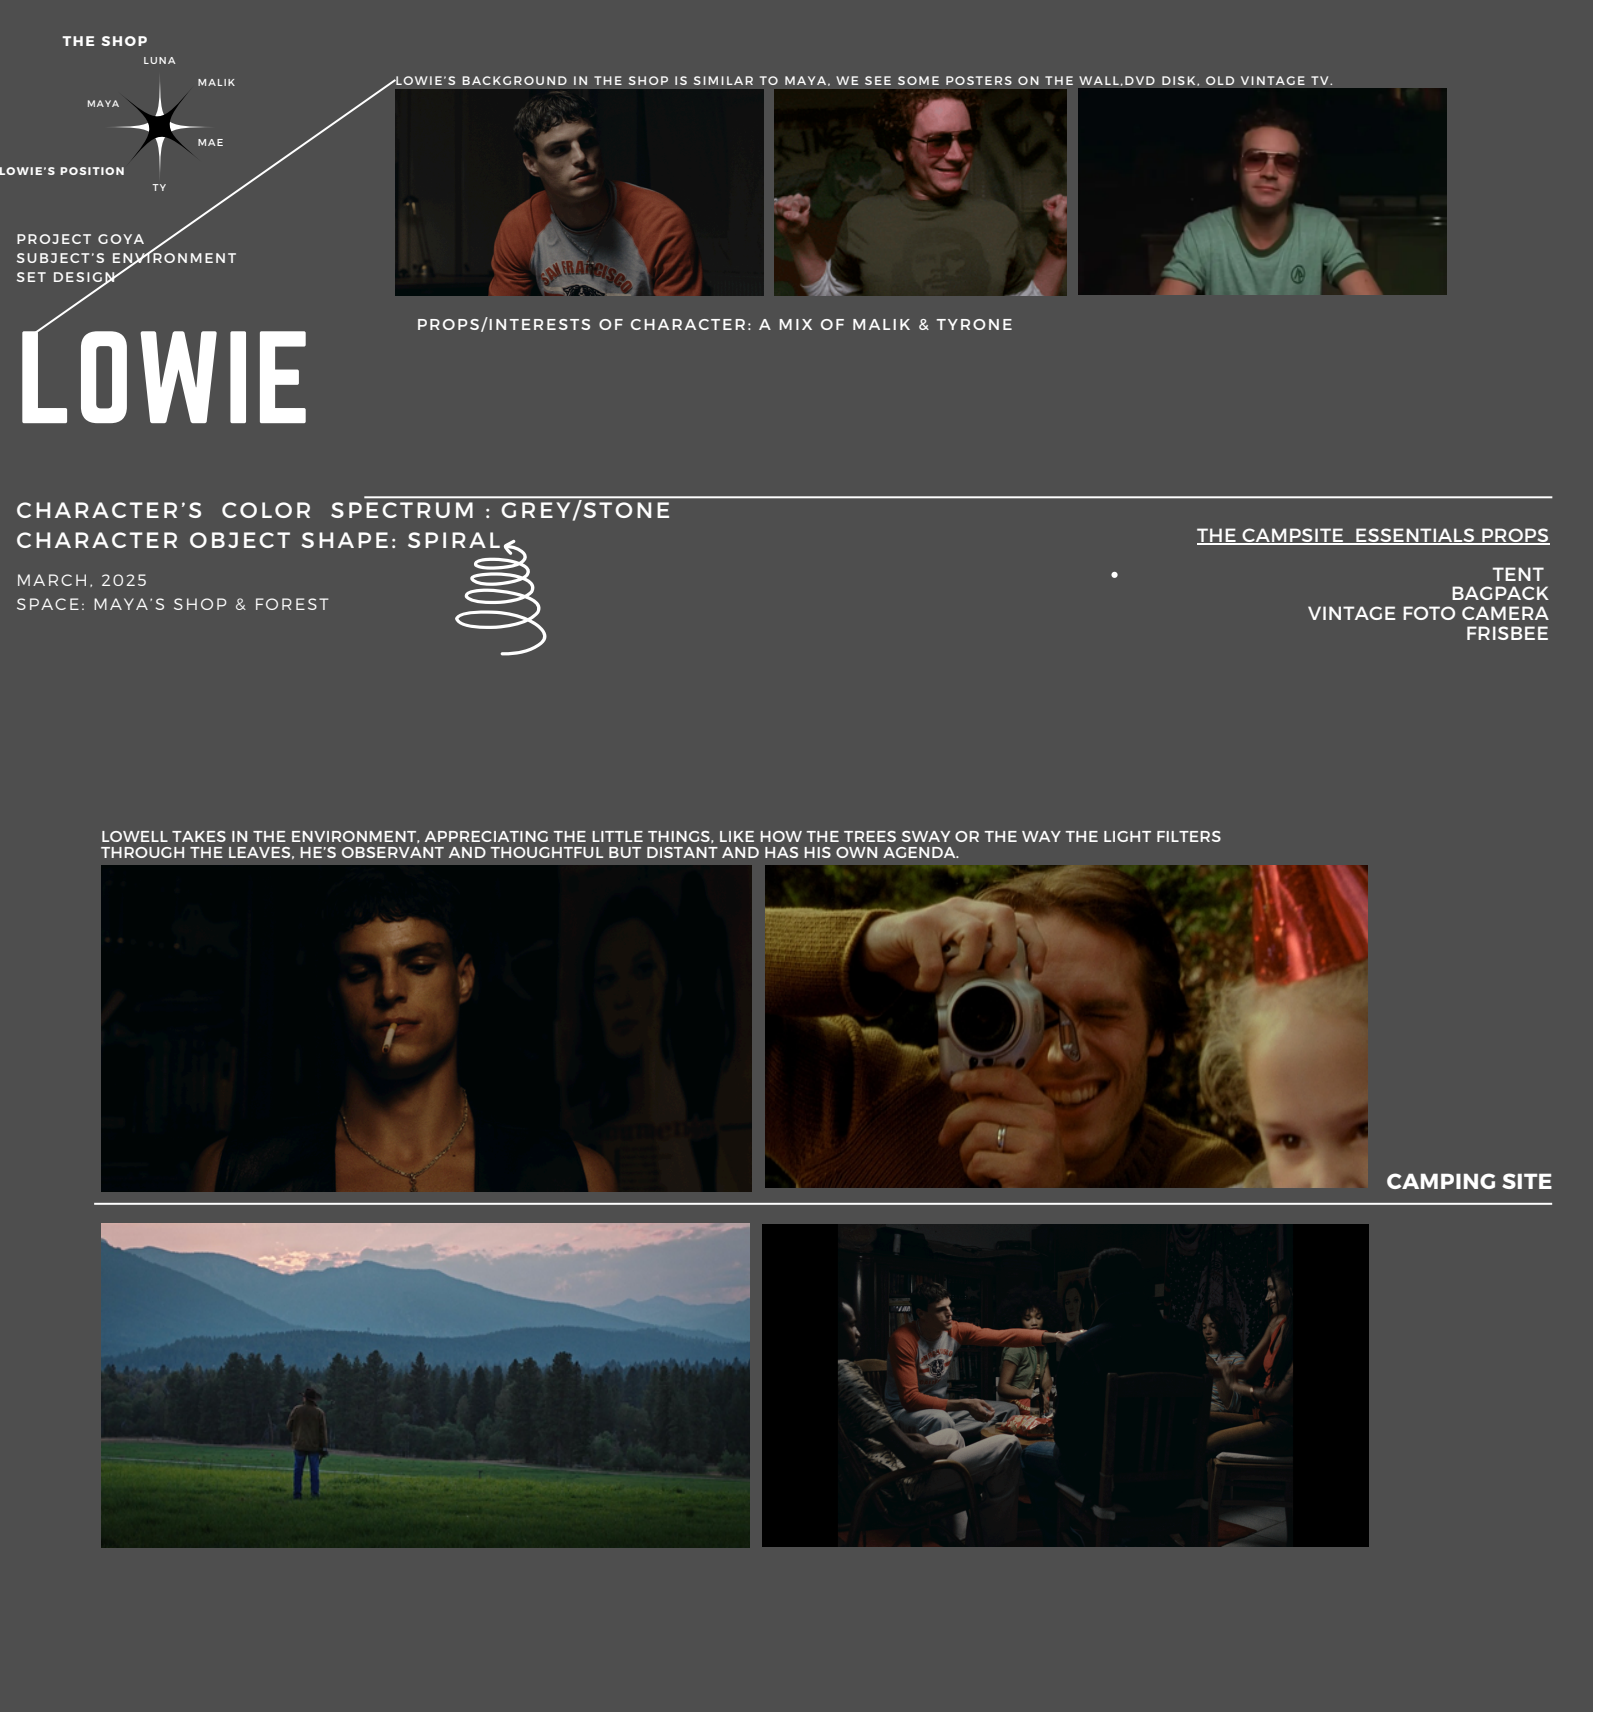 THE SHOP
LUNA
MALIK
MAYA
MAE
LOWIE'S POSITION
TY
LOWIE'S BACKGROUND IN THE SHOP IS SIMILAR TO MAYA, WE SEE SOME POSTERS ON THE WALL,DVD DISK, OLD VINTAGE TV.
SAN FRANCISCO
PROJECT GOYA
SUBJECT'S ENVIRONMENT
SET DESIGN
PROPS/INTERESTS OF CHARACTER: A MIX OF MALIK & TYRONE
LOWIE
CHARACTER'S COLOR SPECTRUM : GREY/STONE
CHARACTER OBJECT SHAPE: SPIRAL
MARCH, 2025
SPACE: MAYA'S SHOP & FOREST
THE CAMPSITE ESSENTIALS PROPS
TENT
BAGPACK
VINTAGE FOTO CAMERA
FRISBEE
LOWELL TAKES IN THE ENVIRONMENT, APPRECIATING THE LITTLE THINGS, LIKE HOW THE TREES SWAY OR THE WAY THE LIGHT FILTERS
THROUGH THE LEAVES, HE'S OBSERVANT AND THOUGHTFUL BUT DISTANT AND HAS HIS OWN AGENDA.
CAMPING SITE